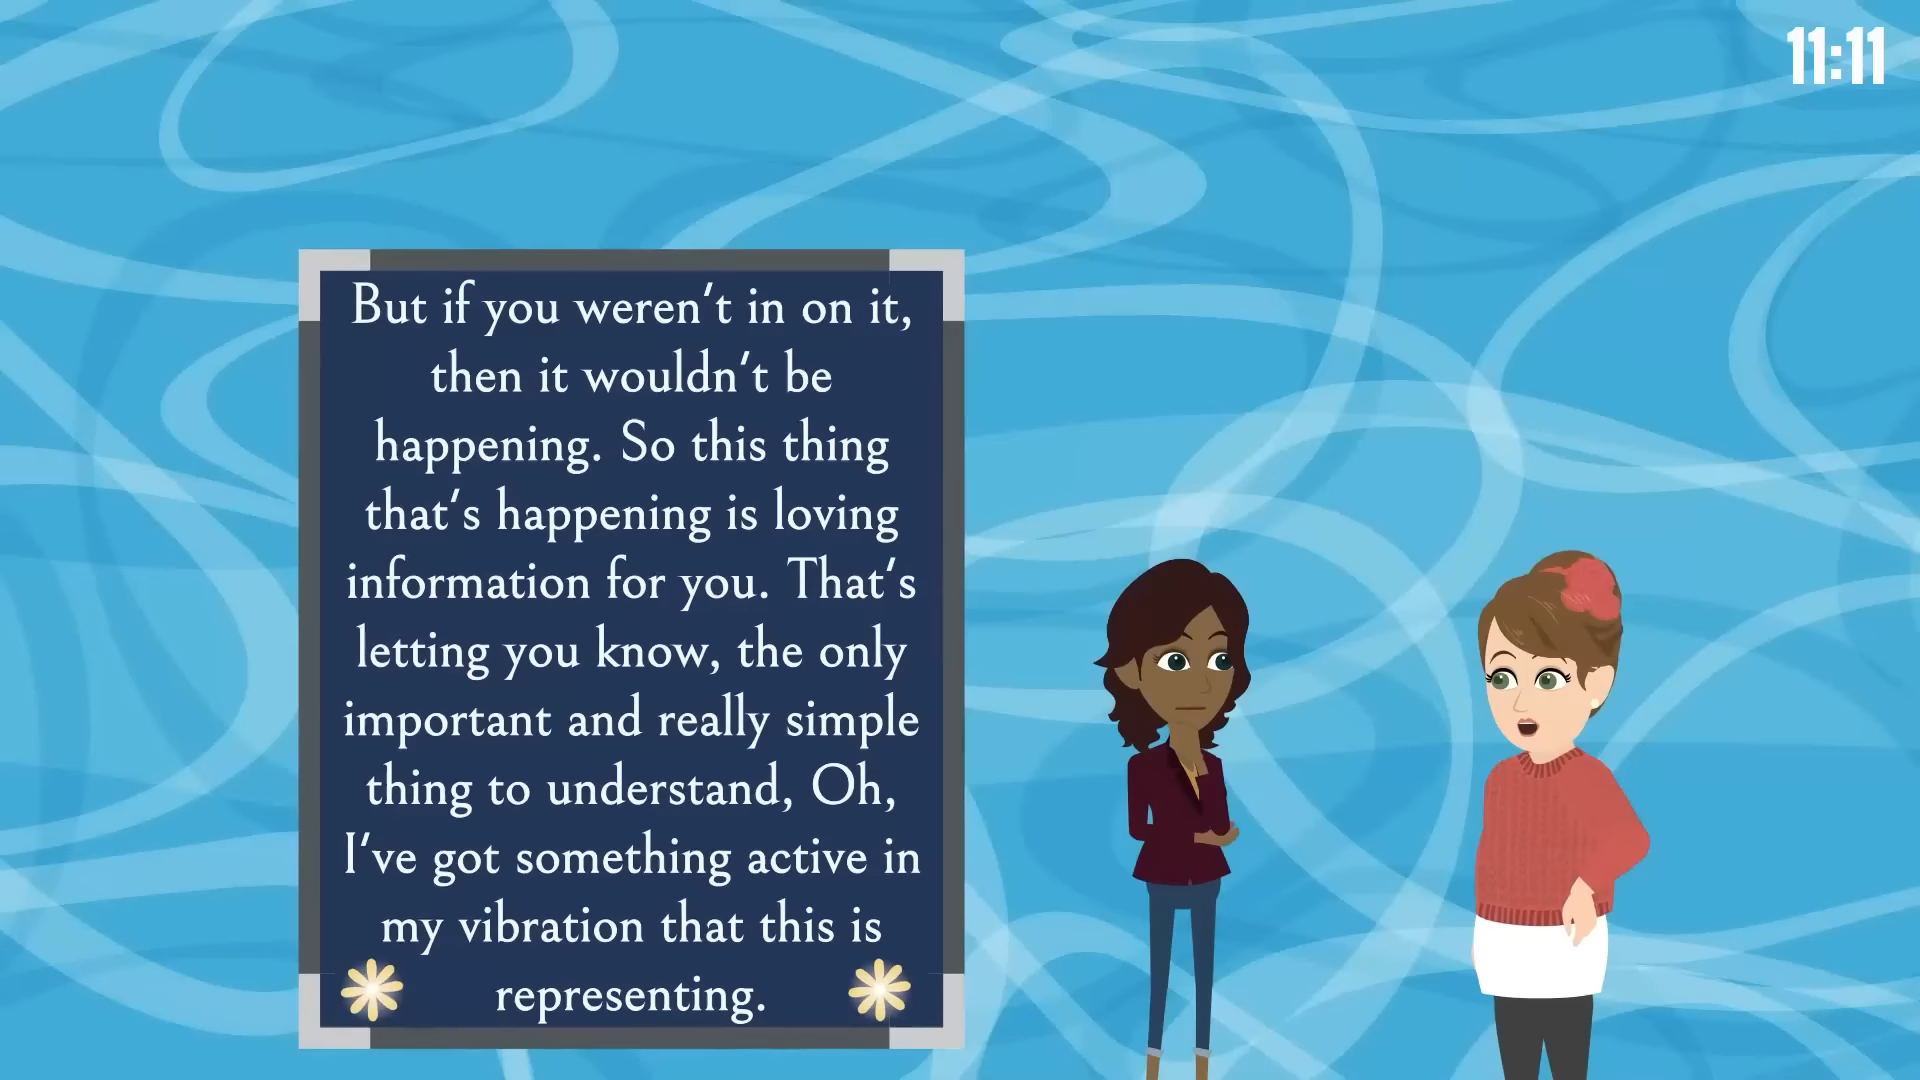 11:11
But if you weren't in on it,
then it wouldn't be
happening. So this thing
that's happening is loving
information for you. That's
letting you know, the only
important and really simple
thing to understand, Oh,
I've got something active in
my vibration that this is
representing.